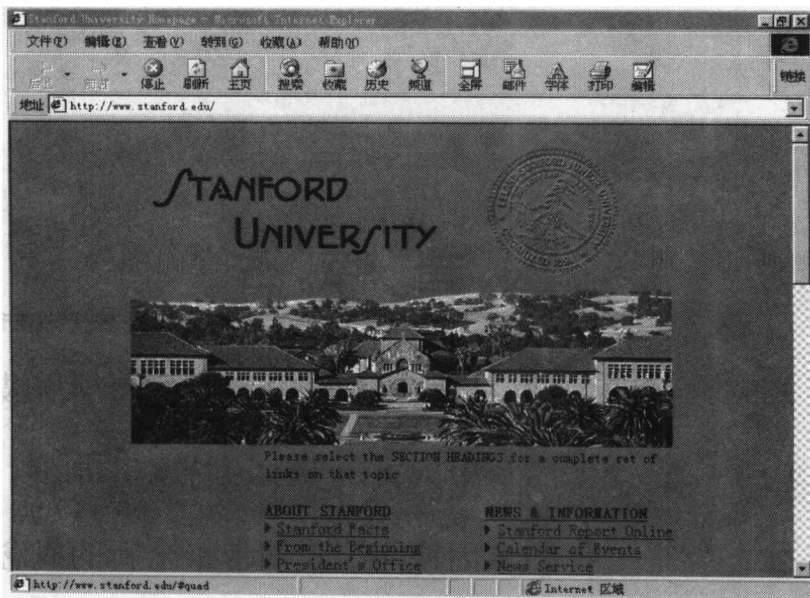 Stanford University Homepage - Microsoft Internet Explorer
文件(F) 编辑(E) 查看(V) 转到(G) 收藏(A) 帮助(H)
后退 前进 停止 刷新 主页 搜索 收藏 历史 频道 全屏 邮件 字体 打印 编辑 链接
地址 http://www.stanford.edu/
STANFORD
UNIVERSITY
Please select the SECTION HEADINGS for a complete set of
links on that topic
ABOUT STANFORD NEWS & INFORMATION
Stanford Facts Stanford Report Online
From the Beginning Calendar of Events
President's Office News Service
http://www.stanford.edu/#quad Internet 区域